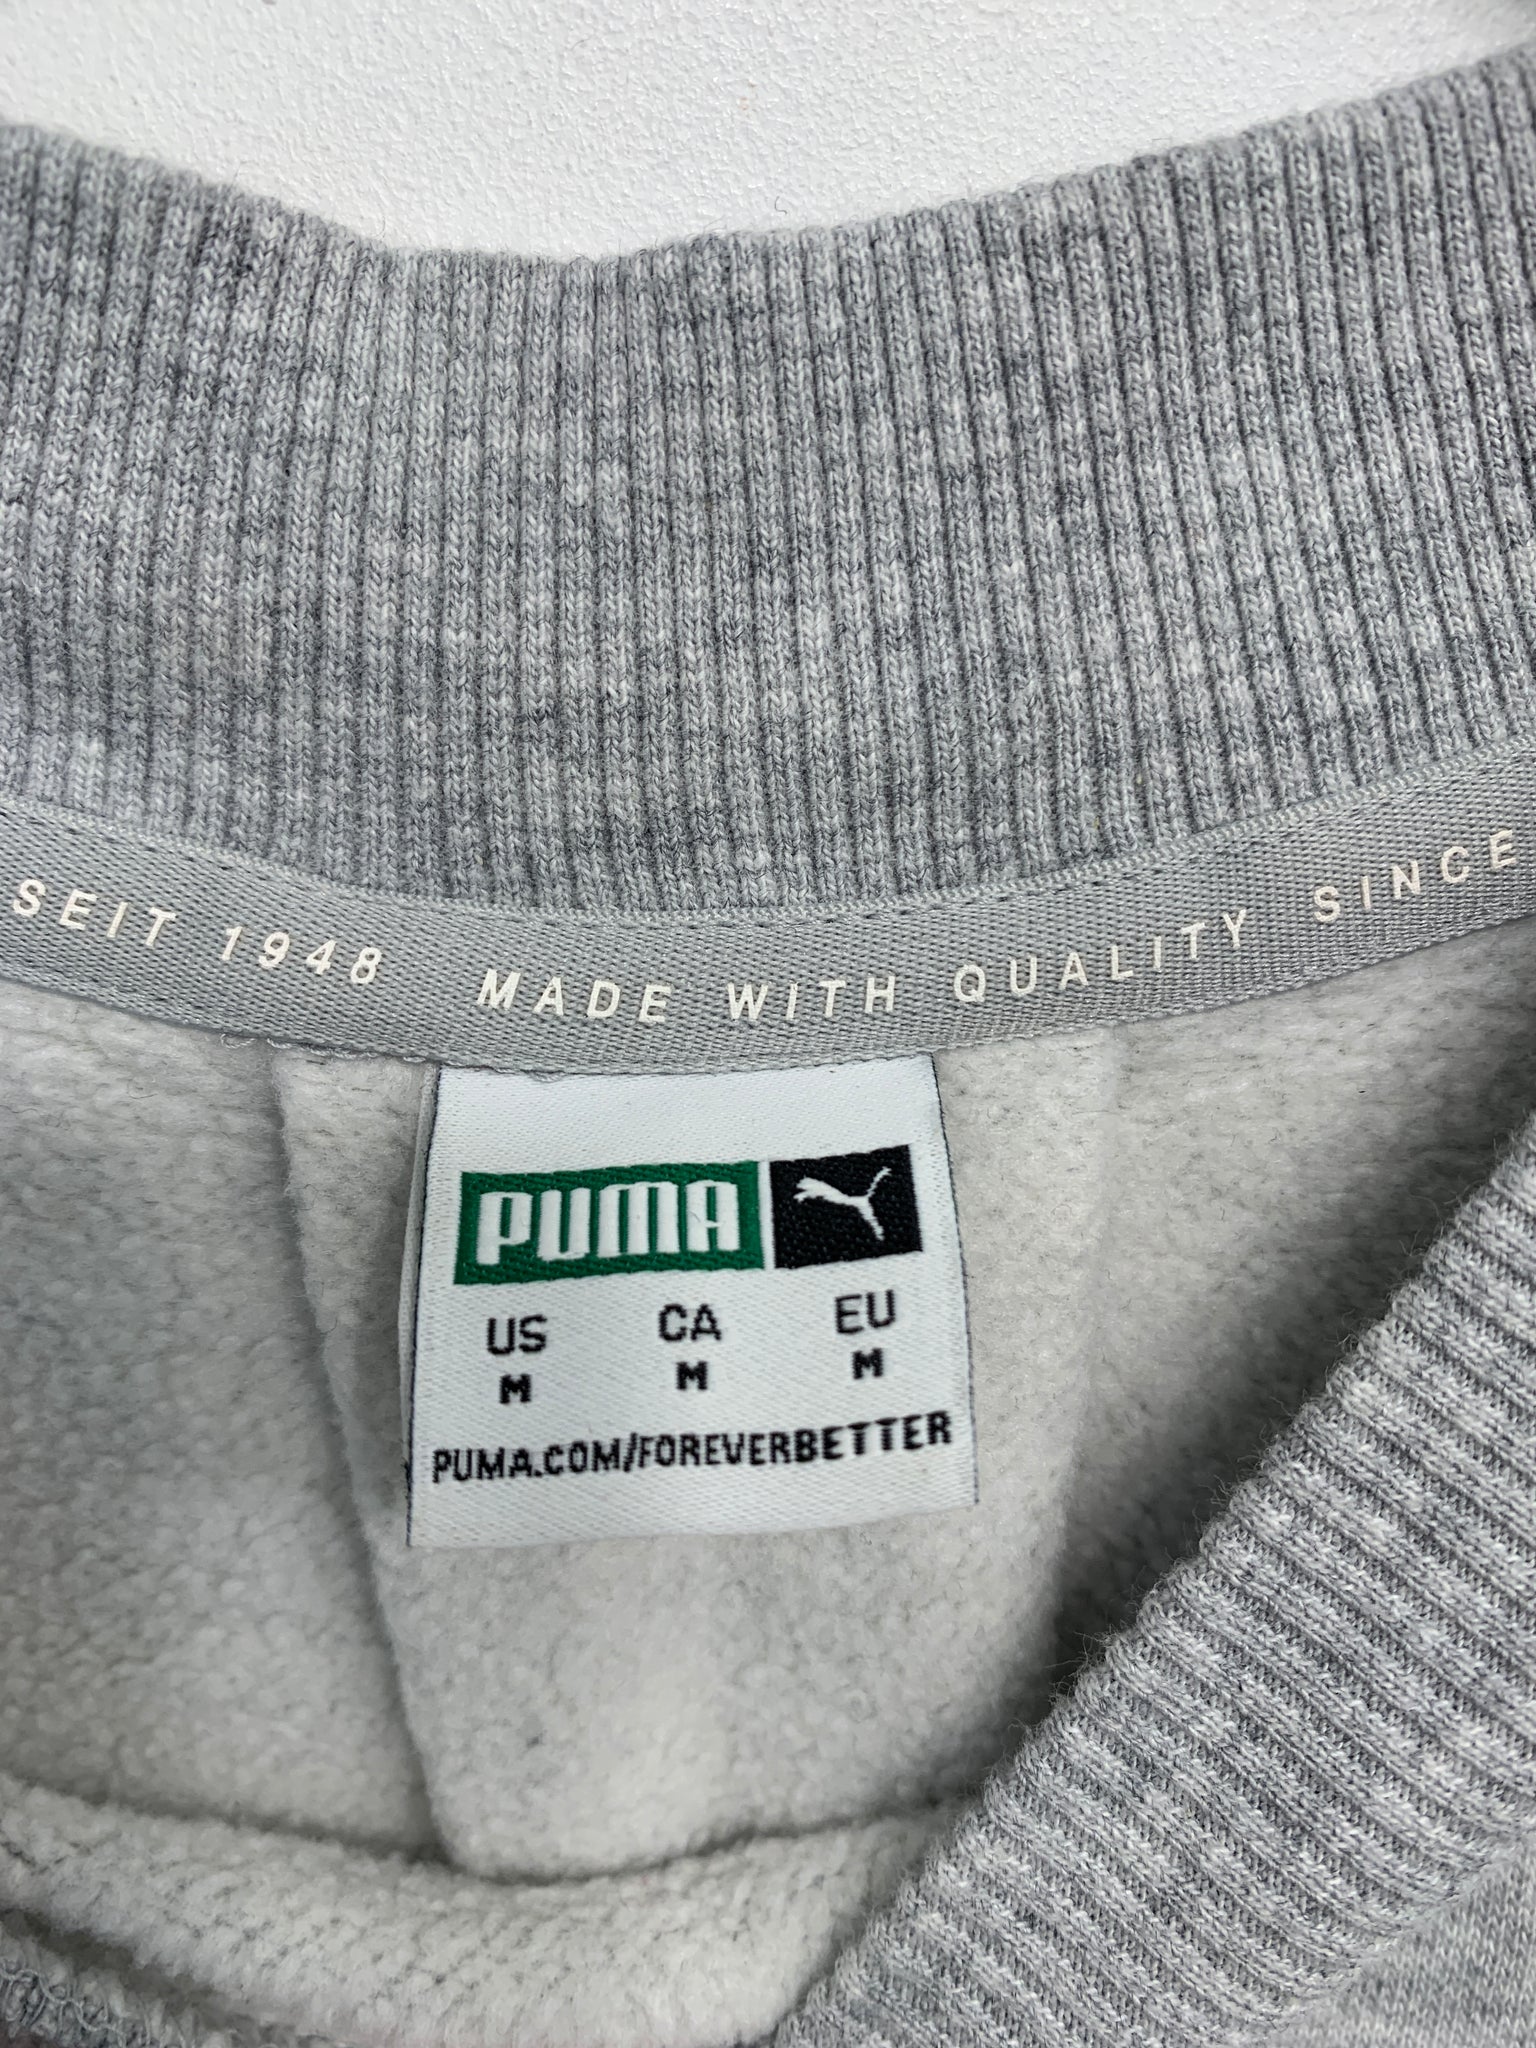 SEIT 1948 MADE WITH QUALITY SINCE
PUMA
US CA EU
M M M
PUMA.COM/FOREVERBETTER